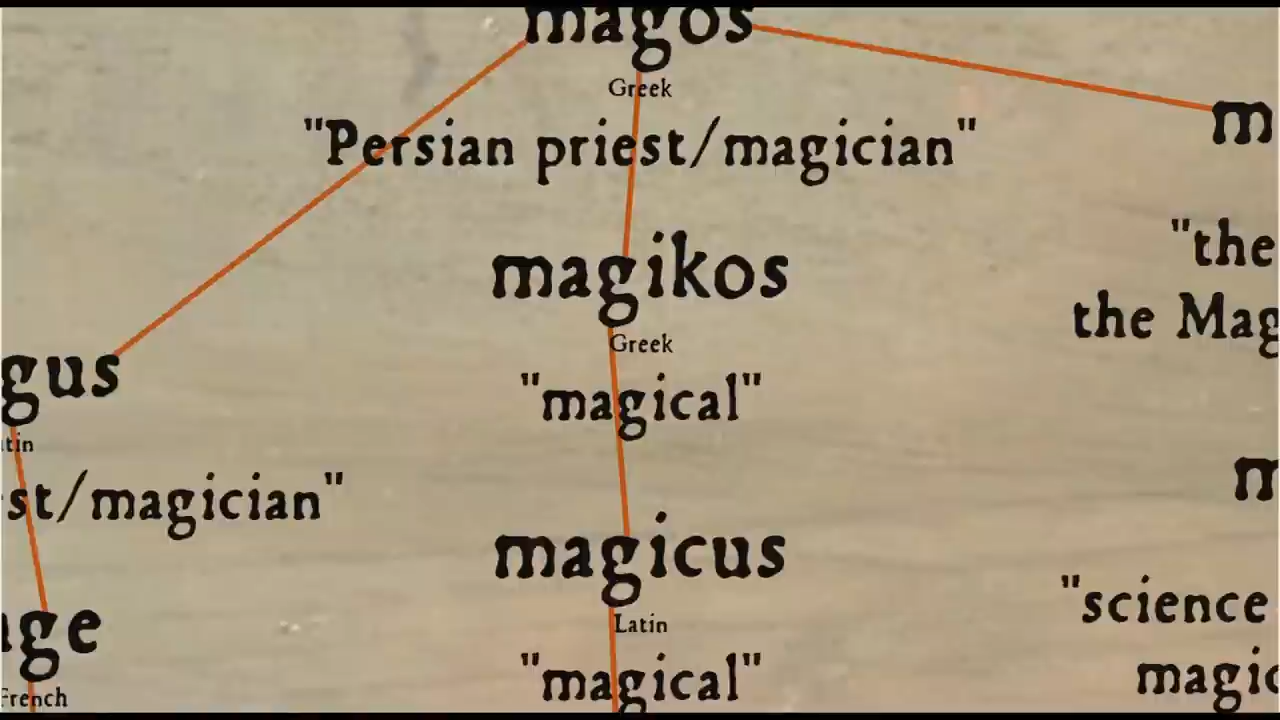 magos
Greek
"Persian priest/magician"
m
"the
the Mag
magikos
Greek
"magical"
gus
tin
st/magician"
m
magicus
Latin
"magical"
"science
magic
ge
French